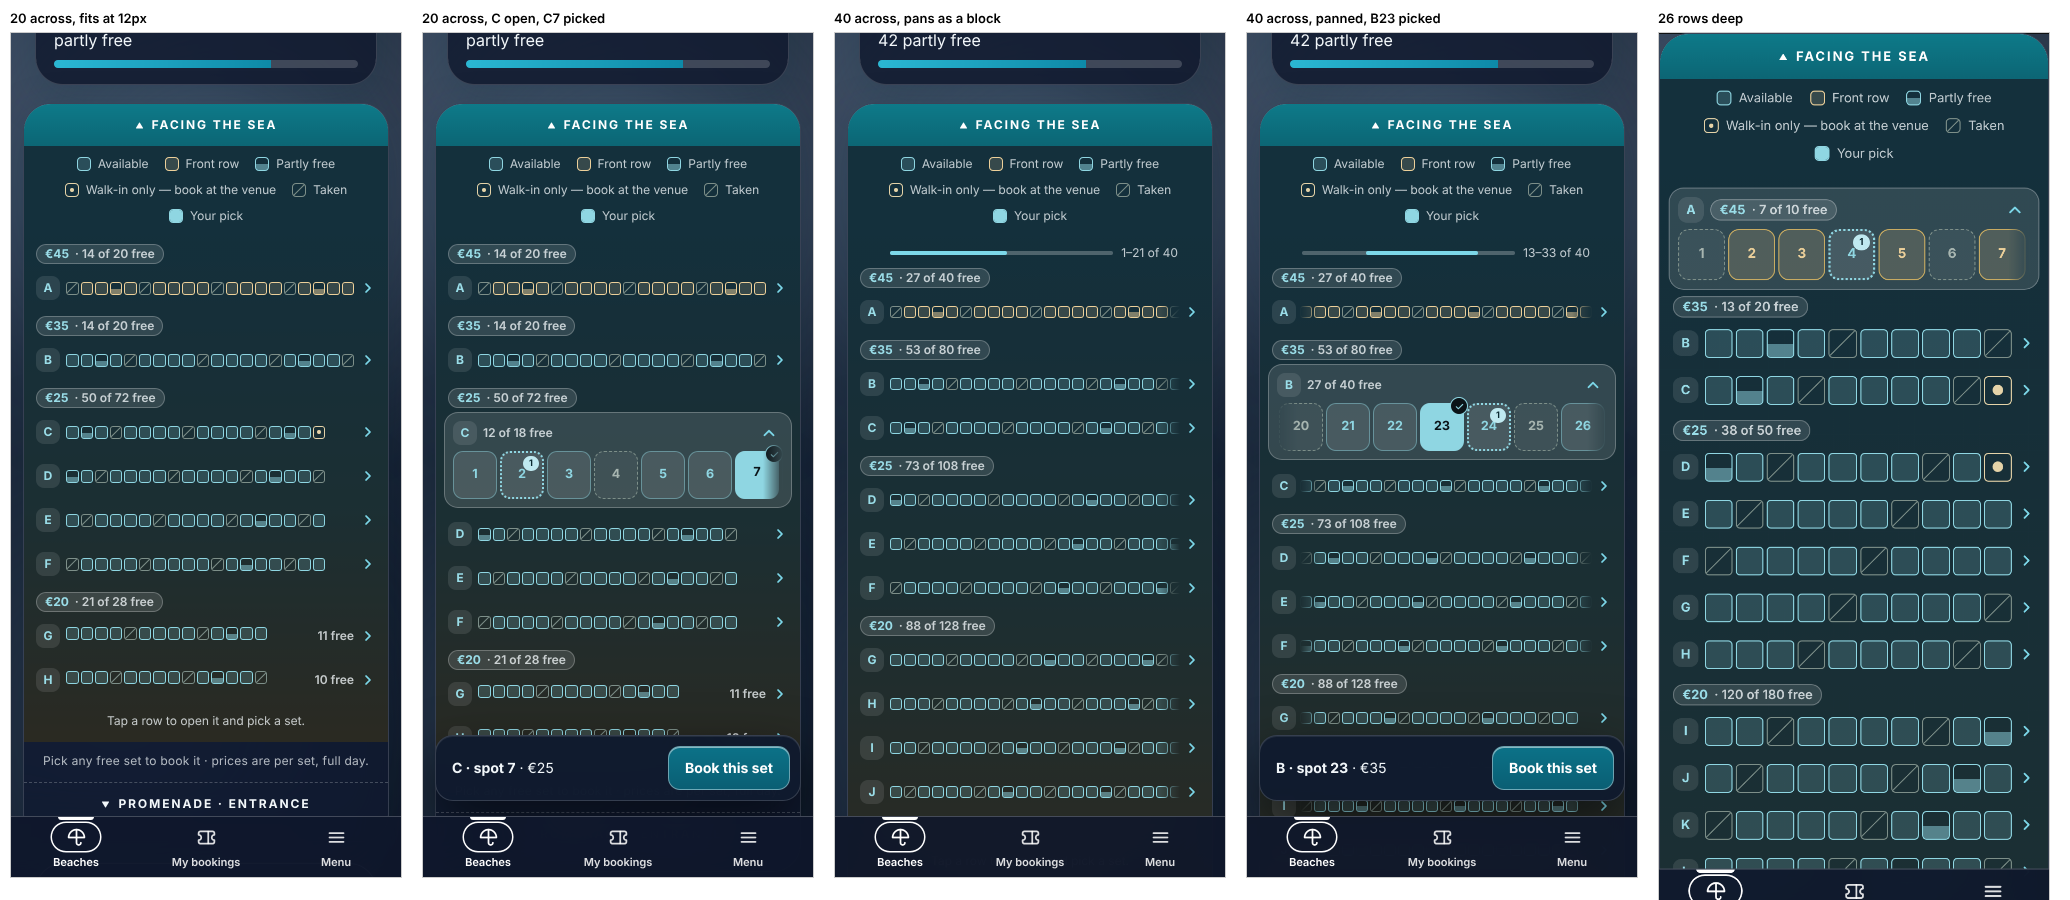 20 across, fits at 12px
partly free
▲ FACING THE SEA
Available Front row Partly free
Walk-in only — book at the venue Taken
Your pick
€45 · 14 of 20 free
A
€35 · 14 of 20 free
B
€25 · 50 of 72 free
C
D
E
F
€20 · 21 of 28 free
G 11 free
H 10 free
Tap a row to open it and pick a set.
Pick any free set to book it · prices are per set, full day.
▼ PROMENADE · ENTRANCE
Beaches My bookings Menu
20 across, C open, C7 picked
partly free
▲ FACING THE SEA
Available Front row Partly free
Walk-in only — book at the venue Taken
Your pick
€45 · 14 of 20 free
A
€35 · 14 of 20 free
B
€25 · 50 of 72 free
C 12 of 18 free
1 2 1 3 4 5 6 7
D
E
F
€20 · 21 of 28 free
G 11 free
C · spot 7 · €25 Book this set
Beaches My bookings Menu
40 across, pans as a block
42 partly free
▲ FACING THE SEA
Available Front row Partly free
Walk-in only — book at the venue Taken
Your pick
1–21 of 40
€45 · 27 of 40 free
A
€35 · 53 of 80 free
B
C
€25 · 73 of 108 free
D
E
F
€20 · 88 of 128 free
G
H
I
J
Beaches My bookings Menu
40 across, panned, B23 picked
42 partly free
▲ FACING THE SEA
Available Front row Partly free
Walk-in only — book at the venue Taken
Your pick
13–33 of 40
€45 · 27 of 40 free
A
€35 · 53 of 80 free
B 27 of 40 free
20 21 22 23 24 1 25 26
C
€25 · 73 of 108 free
D
E
F
€20 · 88 of 128 free
G
B · spot 23 · €35 Book this set
Beaches My bookings Menu
26 rows deep
▲ FACING THE SEA
Available Front row Partly free
Walk-in only — book at the venue Taken
Your pick
A €45 · 7 of 10 free
1 2 3 4 1 5 6 7
€35 · 13 of 20 free
B
C
€25 · 38 of 50 free
D
E
F
G
H
€20 · 120 of 180 free
I
J
K